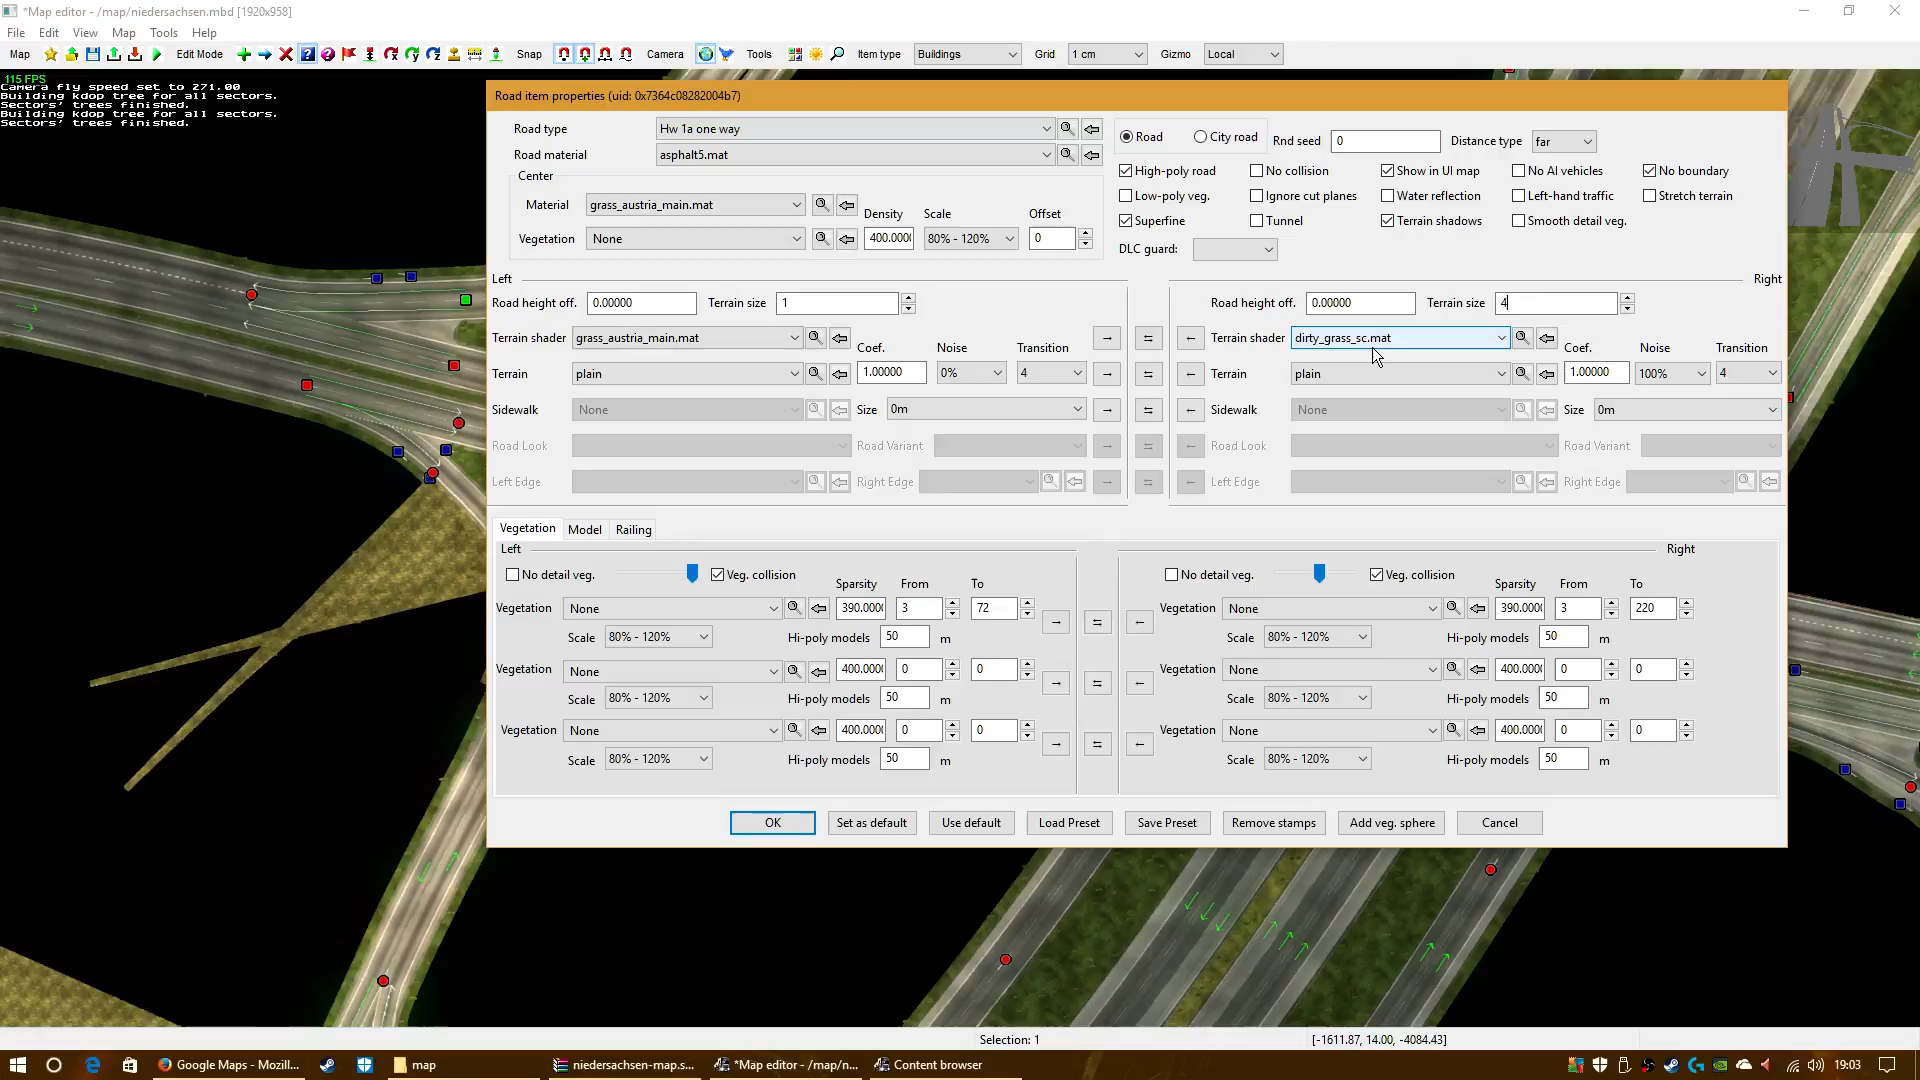 *Map editor - /map/niedersachsen.mbd [1920x958]
File Edit View Map Tools Help
Map Edit Mode Snap Camera Tools Item type Buildings Grid 1 cm Gizmo Local
115 FPS
Camera fly speed set to 271.00
Building kdop tree for all sectors.
Sectors' trees finished.
Building kdop tree for all sectors.
Sectors' trees finished.
Road item properties (uid: 0x7364c08282004b7)
Road type Hw 1a one way Road City road Rnd seed 0 Distance type far
Road material asphalt5.mat
Center High-poly road No collision Show in UI map No AI vehicles No boundary
Low-poly veg. Ignore cut planes Water reflection Left-hand traffic Stretch terrain
Material grass_austria_main.mat Density Scale Offset
Superfine Tunnel Terrain shadows Smooth detail veg.
Vegetation None 400.000( 80% - 120% 0 DLC guard:
Left Right
Road height off. 0.00000 Terrain size 1 Road height off. 0.00000 Terrain size 4
Terrain shader grass_austria_main.mat Coef. Noise Transition Terrain shader dirty_grass_sc.mat Coef. Noise Transition
Terrain plain 1.00000 0% 4 Terrain plain 1.00000 100% 4
Sidewalk None Size 0m Sidewalk None Size 0m
Road Look Road Variant Road Look Road Variant
Left Edge Right Edge Left Edge Right Edge
Vegetation Model Railing
Left Right
No detail veg. Veg. collision Sparsity From To No detail veg. Veg. collision Sparsity From To
Vegetation None 390.000( 3 72 Vegetation None 390.000( 3 220
Scale 80% - 120% Hi-poly models 50 m Scale 80% - 120% Hi-poly models 50 m
Vegetation None 400.000( 0 0 Vegetation None 400.000( 0 0
Scale 80% - 120% Hi-poly models 50 m Scale 80% - 120% Hi-poly models 50 m
Vegetation None 400.000( 0 0 Vegetation None 400.000( 0 0
Scale 80% - 120% Hi-poly models 50 m Scale 80% - 120% Hi-poly models 50 m
OK Set as default Use default Load Preset Save Preset Remove stamps Add veg. sphere Cancel
Selection: 1 [-1611.87, 14.00, -4084.43]
Google Maps - Mozill... map niedersachsen-map.s... *Map editor - /map/n... Content browser 19:03